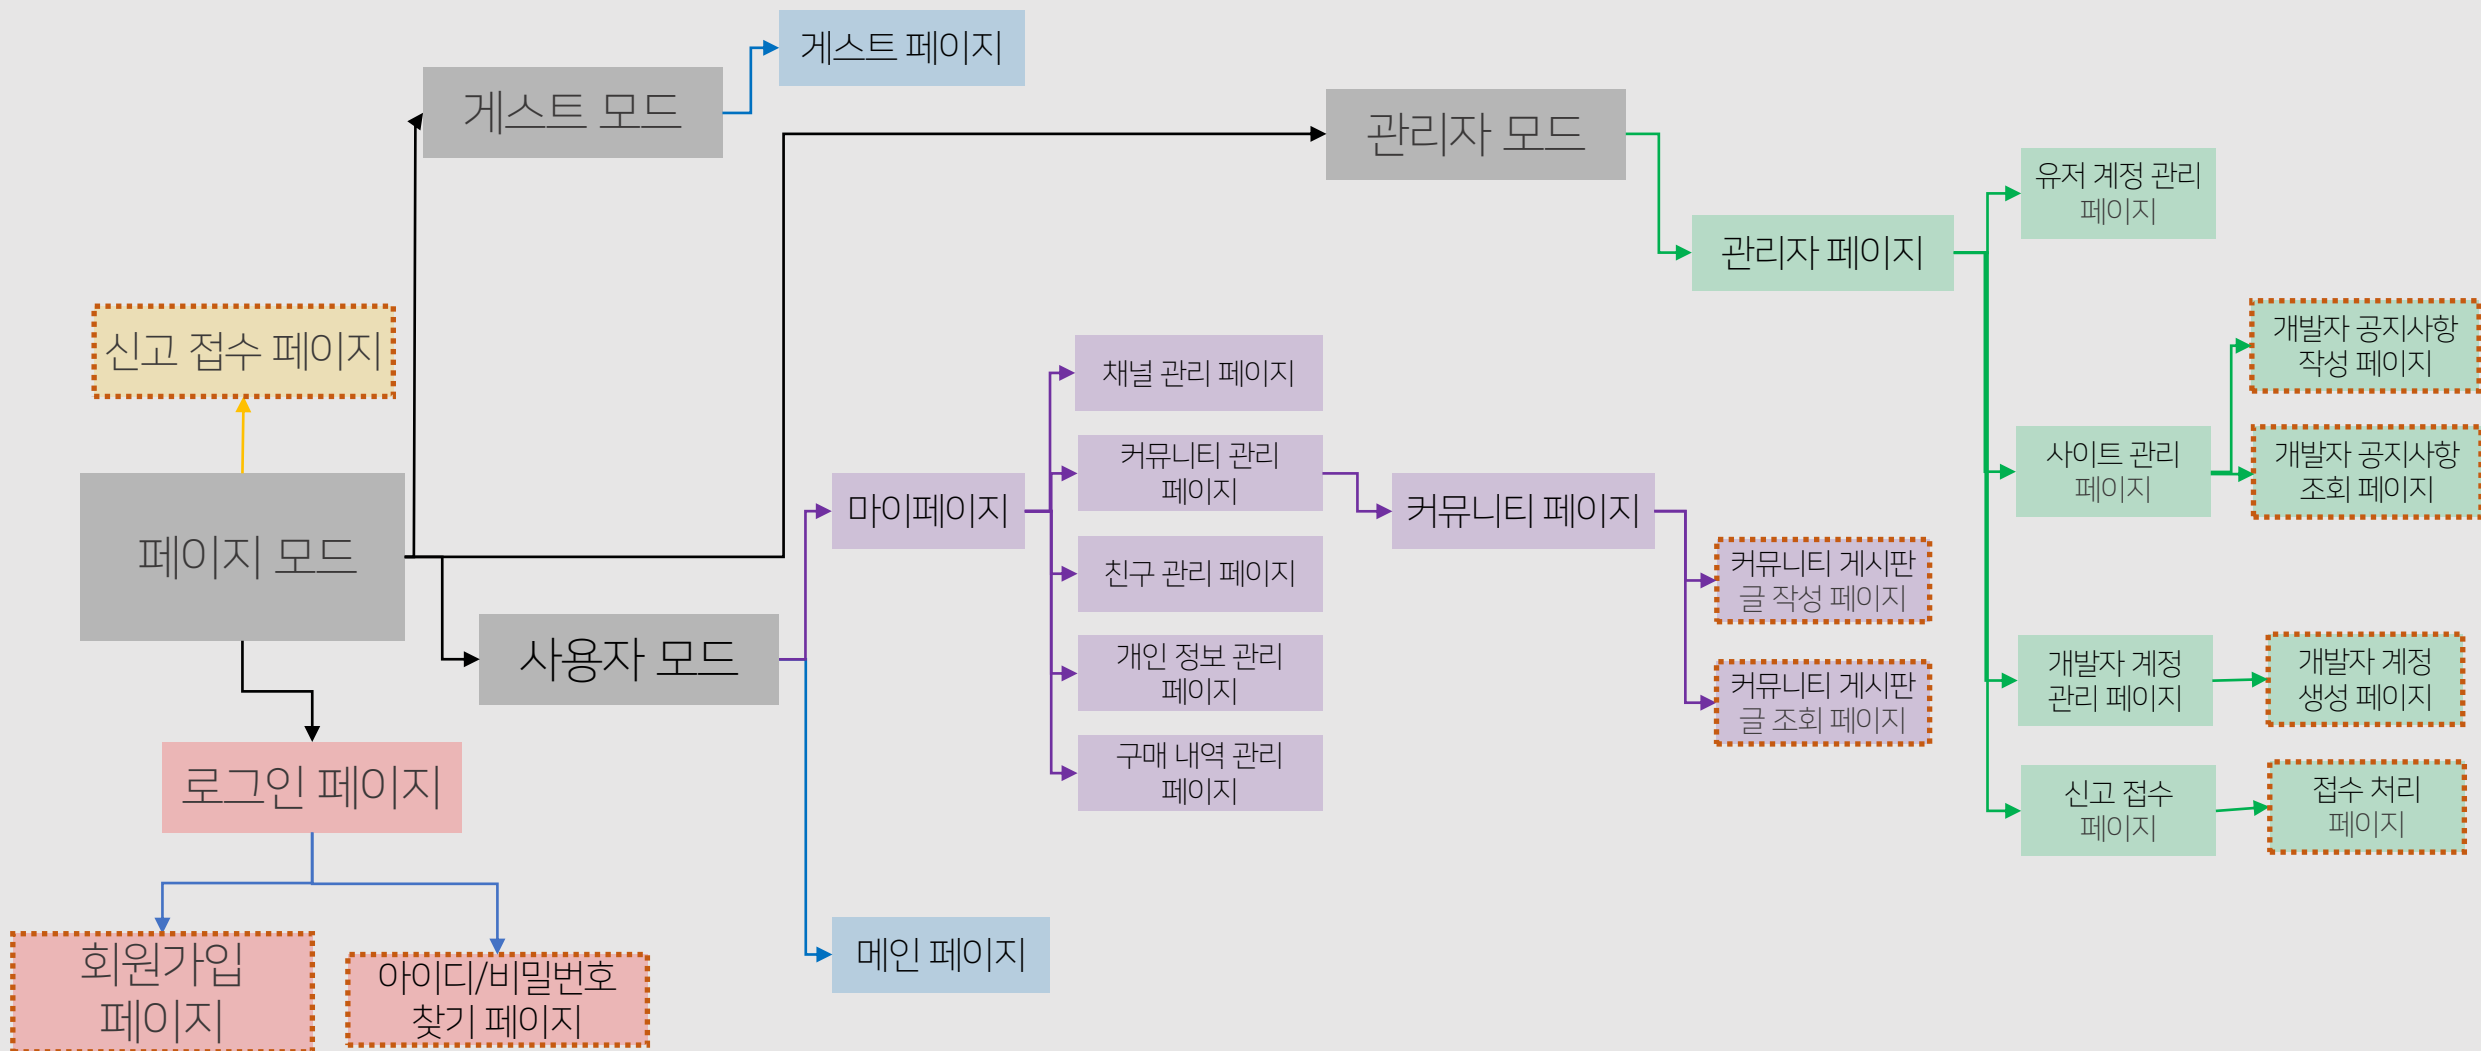 게스트 페이지
게스트 모드
관리자 모드
유저 계정 관리
페이지
관리자 페이지
신고 접수 페이지
개발자 공지사항
작성 페이지
채널 관리 페이지
커뮤니티 관리
페이지
사이트 관리
페이지
개발자 공지사항
조회 페이지
마이페이지
커뮤니티 페이지
페이지 모드
친구 관리 페이지
커뮤니티 게시판
글 작성 페이지
사용자 모드
개인 정보 관리
페이지
커뮤니티 게시판
글 조회 페이지
개발자 계정
관리 페이지
개발자 계정
생성 페이지
로그인 페이지
구매 내역 관리
페이지
신고 접수
페이지
접수 처리
페이지
메인 페이지
회원가입
페이지
아이디/비밀번호
찾기 페이지